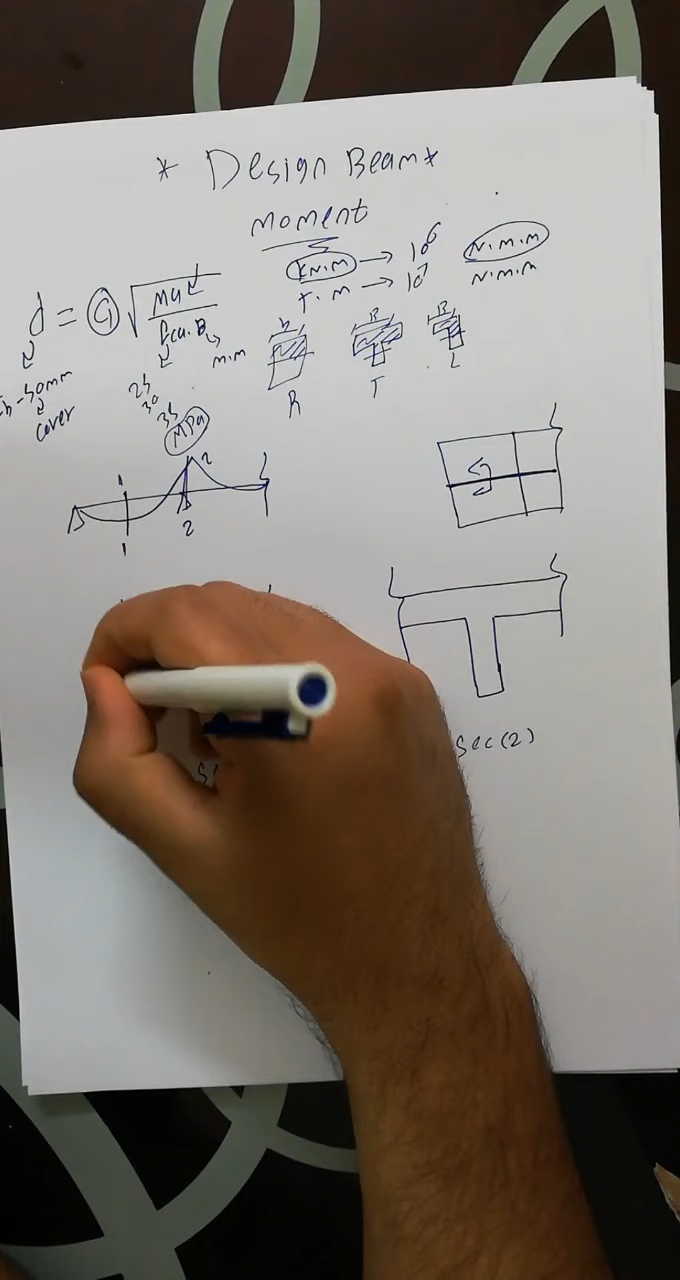 * Design Beam *
Moment
KN.m → 10⁶ N.mm
t.m → 10⁷ N.mm
d = C1 √(Mu / Fcu.B)
h-50mm
cover
25
30
35
MPa
mm
b B B
R T L
1 2
1 2
sec(2)